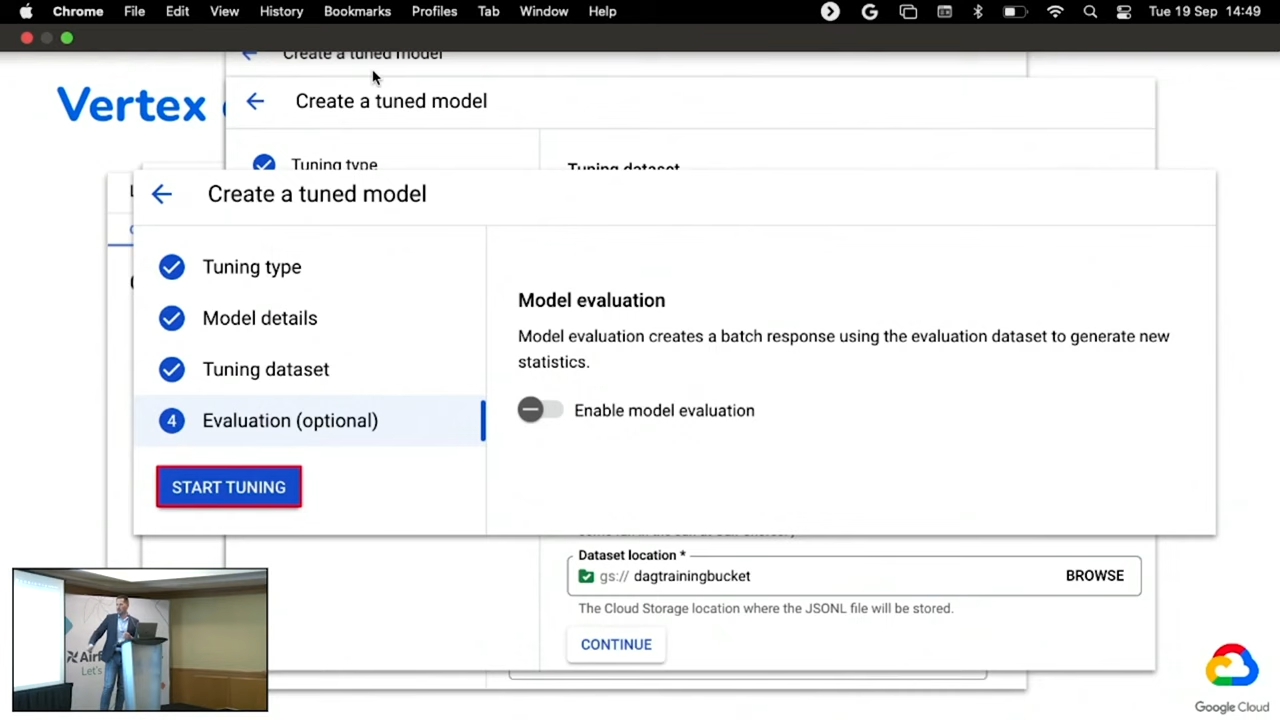 Chrome File Edit View History Bookmarks Profiles Tab Window Help Tue 19 Sep 14:49
Create a tuned model
Vertex
Create a tuned model
Tuning type
Tuning dataset
Create a tuned model
Tuning type
Model details
Tuning dataset
4 Evaluation (optional)
START TUNING
Model evaluation
Model evaluation creates a batch response using the evaluation dataset to generate new
statistics.
Enable model evaluation
Dataset location *
gs:// dagtrainingbucket
BROWSE
The Cloud Storage location where the JSONL file will be stored.
CONTINUE
Let's
Google Cloud